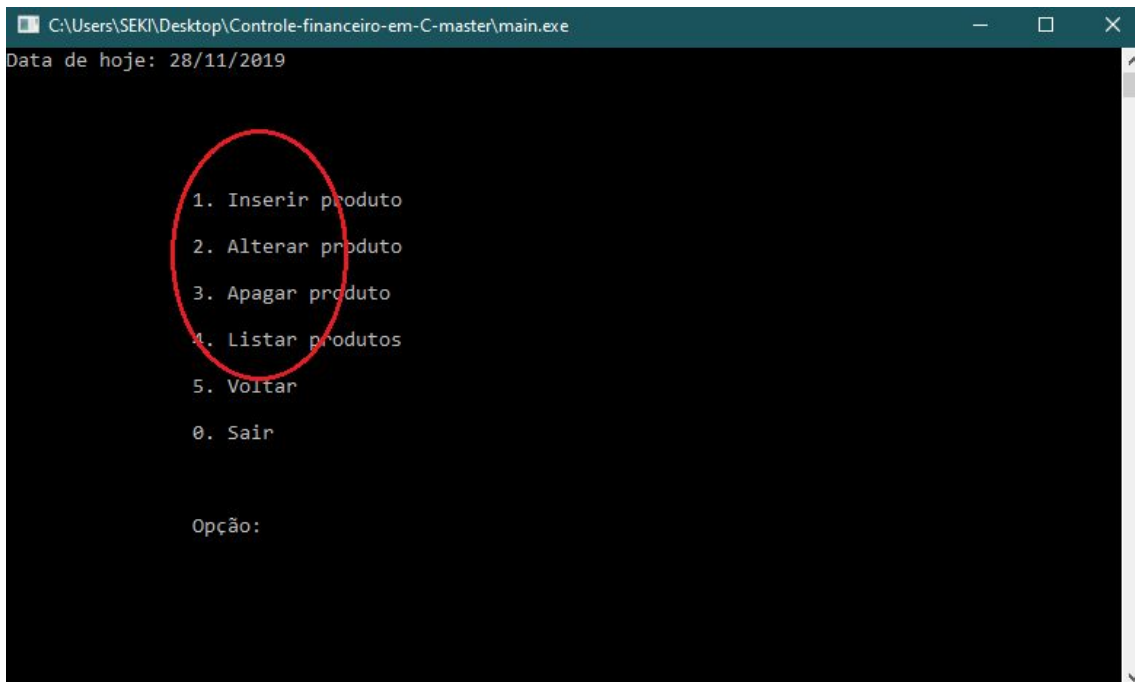 C:\Users\SEKI\Desktop\Controle-financeiro-em-C-master\main.exe
Data de hoje: 28/11/2019
1. Inserir produto
2. Alterar produto
3. Apagar produto
4. Listar produtos
5. Voltar
0. Sair
Opção: